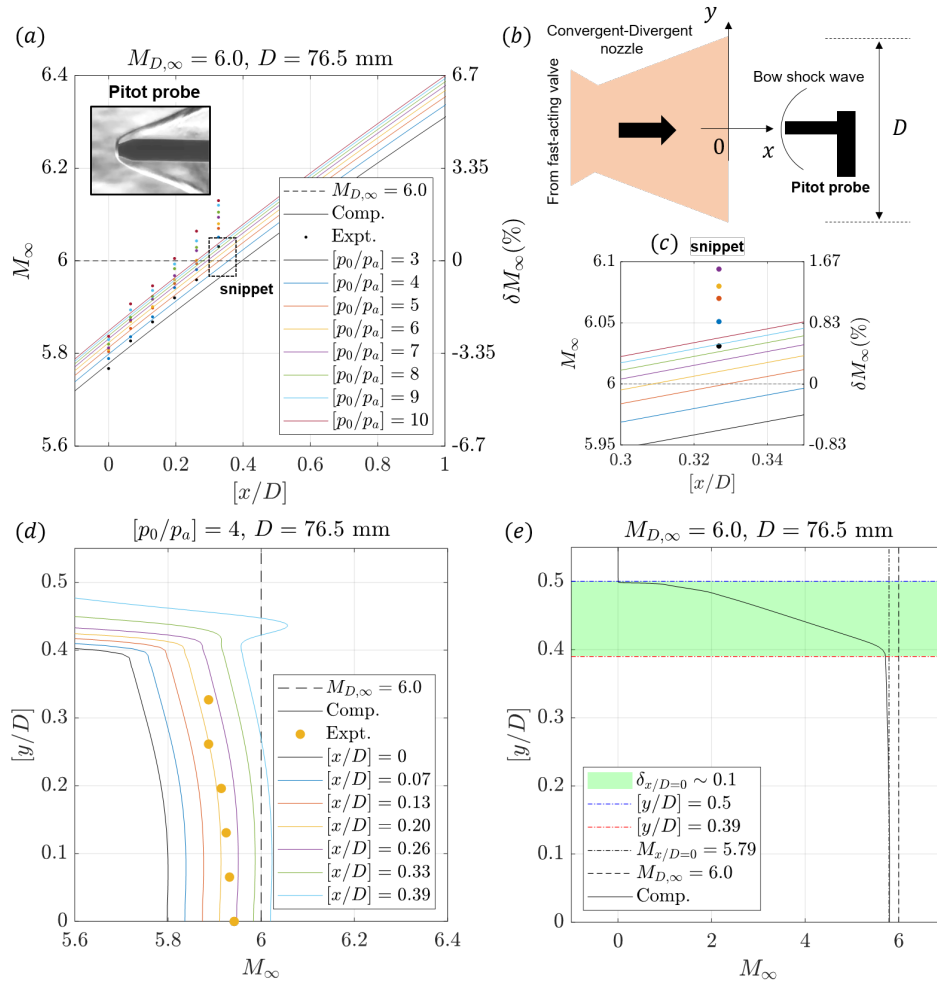 (a)
M_{D,∞} = 6.0, D = 76.5 mm
Pitot probe
6.4
6.2
6
5.8
5.6
M_∞
0
0.2
0.4
0.6
0.8
1
[x/D]
6.7
4.35
2.22
0
-3.35
-6.7
δM_∞(%)
M_{D,∞} = 6.0
Comp.
Expt.
[p_0/p_a] = 3
[p_0/p_a] = 4
[p_0/p_a] = 5
[p_0/p_a] = 6
[p_0/p_a] = 7
[p_0/p_a] = 8
[p_0/p_a] = 9
[p_0/p_a] = 10
snippet
(b)
Convergent-Divergent
nozzle
From fast-acting valve
y
0
x
Bow shock wave
D
Pitot probe
(c)
snippet
6.1
6.05
6
5.95
M_∞
0.3
0.32
0.34
[x/D]
1.67
0.83
0
-0.83
δM_∞(%)
(d)
[p_0/p_a] = 4, D = 76.5 mm
0.5
0.4
0.3
0.2
0.1
0
[y/D]
5.6
5.8
6
6.2
6.4
M_∞
M_{D,∞} = 6.0
Comp.
Expt.
[x/D] = 0
[x/D] = 0.07
[x/D] = 0.13
[x/D] = 0.20
[x/D] = 0.26
[x/D] = 0.33
[x/D] = 0.39
(e)
M_{D,∞} = 6.0, D = 76.5 mm
0.5
0.4
0.3
0.2
0.1
0
[y/D]
0
2
4
6
M_∞
δ_{x/D=0} ∼ 0.1
[y/D] = 0.5
[y/D] = 0.39
M_{x/D=0} = 5.79
M_{D,∞} = 6.0
Comp.